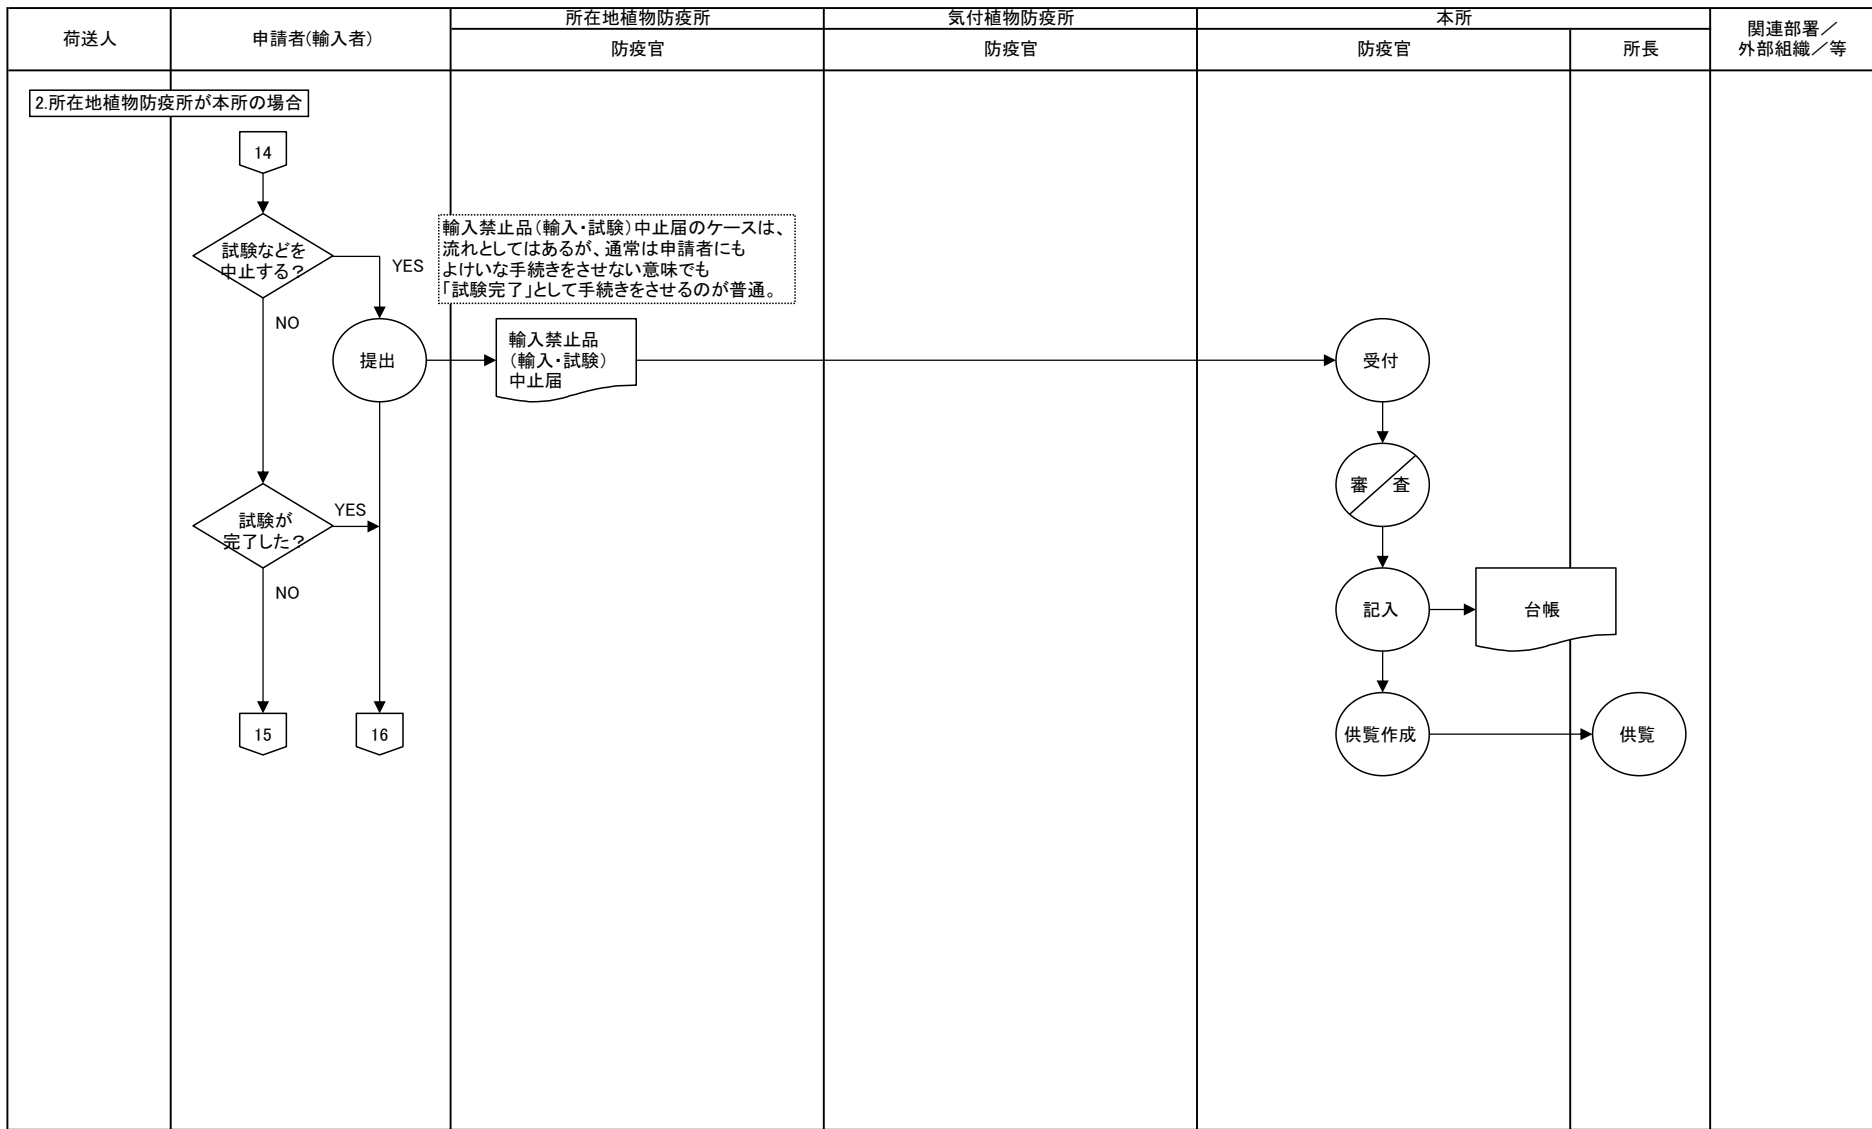 荷送人
申請者(輸入者)
所在地植物防疫所
防疫官
気付植物防疫所
防疫官
本所
防疫官
所長
関連部署／
外部組織／等
2.所在地植物防疫所が本所の場合
14
試験などを
中止する？
YES
NO
輸入禁止品(輸入・試験)中止届のケースは、
流れとしてはあるが、通常は申請者にも
よけいな手続きをさせない意味でも
「試験完了」として手続きをさせるのが普通。
提出
輸入禁止品
(輸入・試験)
中止届
受付
審査
試験が
完了した？
YES
NO
記入
台帳
15
16
供覧作成
供覧